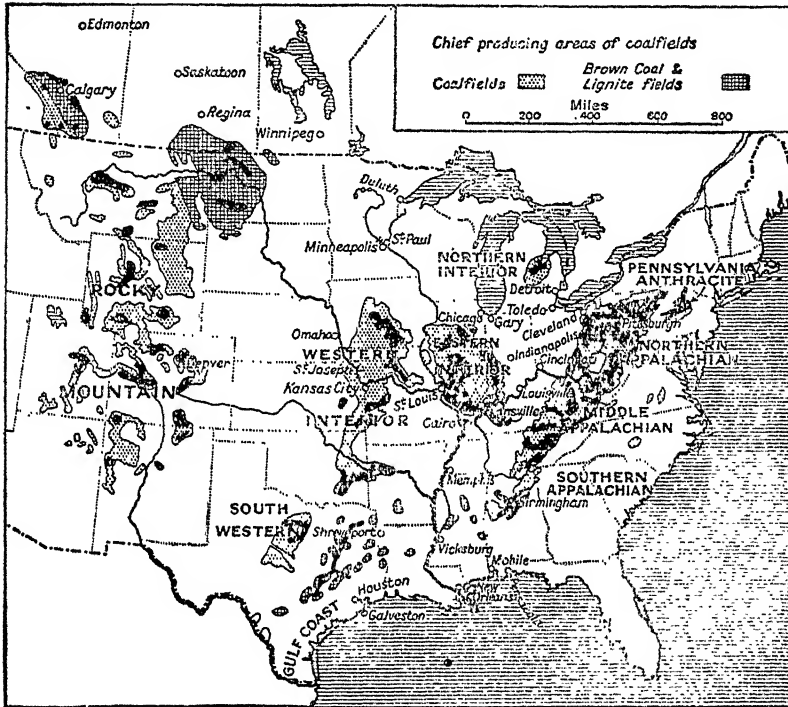 Edmonton
Calgary
Saskatoon
Regina
Winnipeg
Chief producing areas of coalfields
Coalfields
Brown Coal &
Lignite fields
Miles
0 200 400 600 800
Duluth
Minneapolis
St Paul
NORTHERN
INTERIOR
Detroit
Toledo
Cleveland
PENNSYLVANIA
ANTHRACITE
Pittsburgh
Chicago
Gary
Indianapolis
Cincinnati
NORTHERN
APPALACHIAN
ROCKY
MOUNTAIN
Denver
Omaha
WESTERN
INTERIOR
St Joseph
Kansas City
St Louis
EASTERN
INTERIOR
Louisville
Cairo
MIDDLE
APPALACHIAN
SOUTHERN
APPALACHIAN
Memphis
Birmingham
SOUTH
WESTERN
Shreveport
Vicksburg
Mobile
New
Orleans
Houston
Galveston
GULF COAST